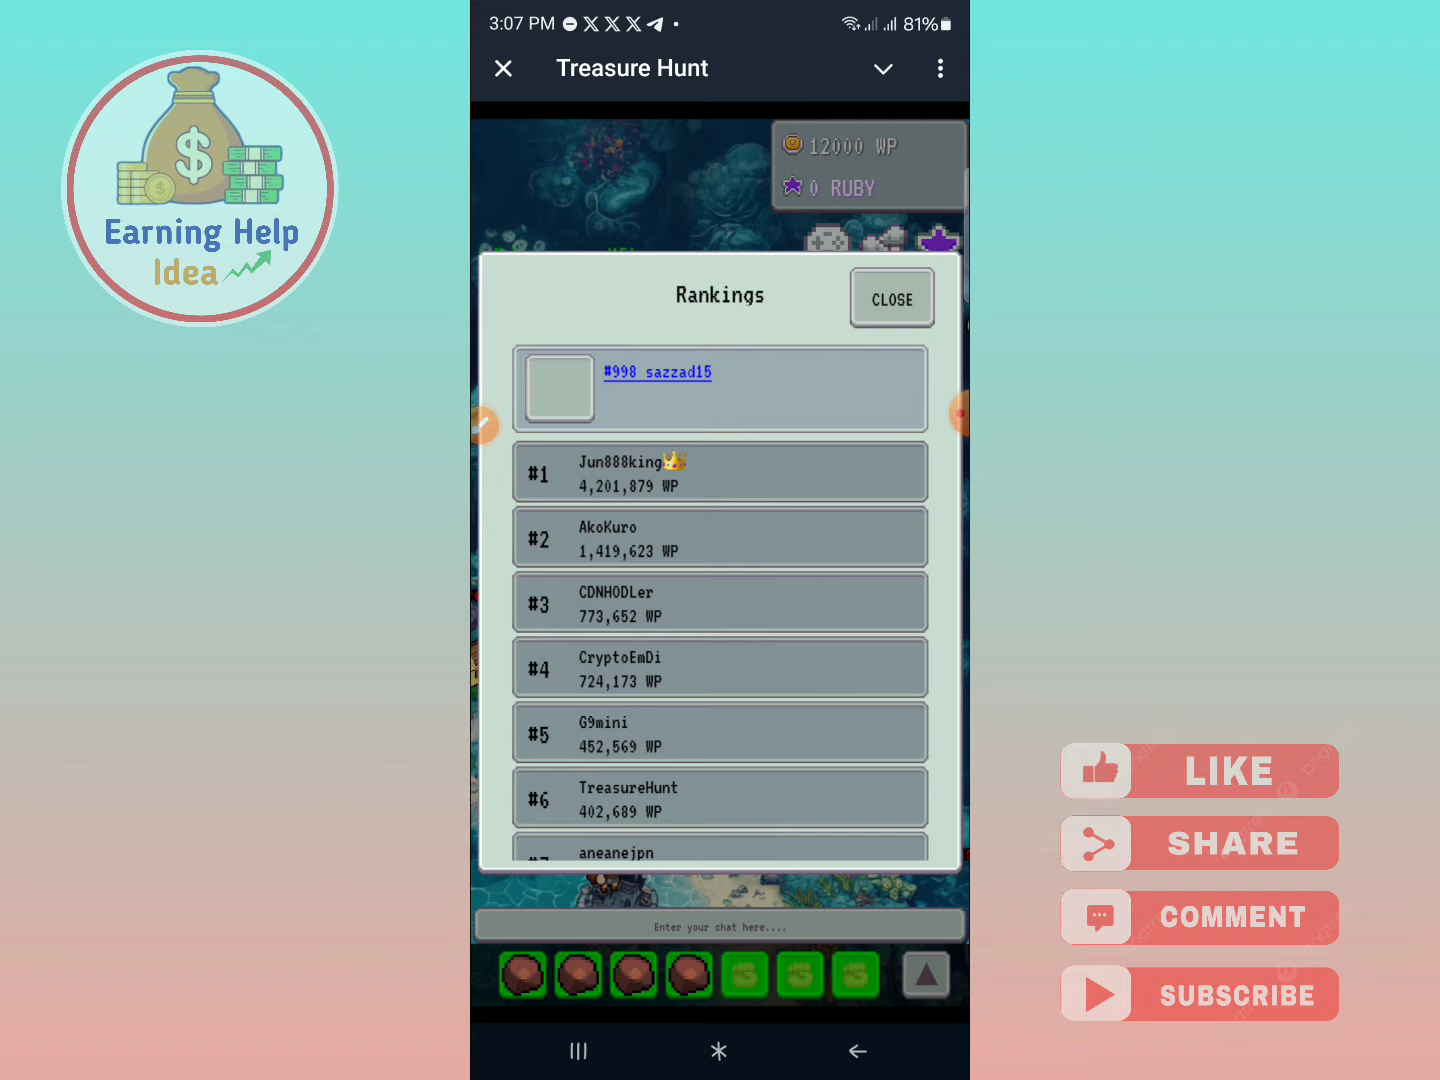 3:07 PM
81%
Treasure Hunt
Earning Help
Idea
12000 WP
0 RUBY
Rankings
CLOSE
#998 sazzad15
#1
Jun888king👑
4,201,879 WP
#2
AkoKuro
1,419,623 WP
#3
CDNHODLer
773,652 WP
#4
CryptoEmDi
724,173 WP
#5
G9mini
452,569 WP
#6
TreasureHunt
402,689 WP
aneanejpn
Enter your chat here....
LIKE
SHARE
COMMENT
SUBSCRIBE